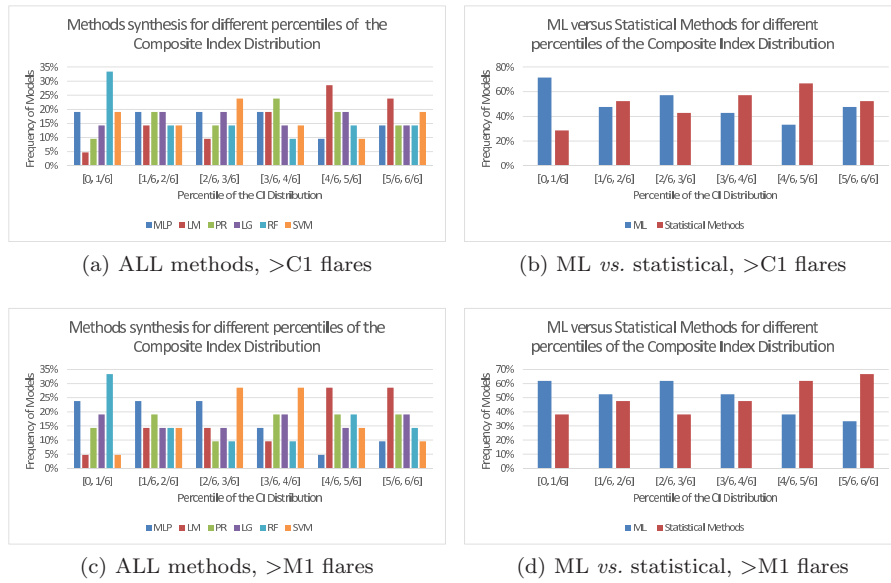 Methods synthesis for different percentiles of the
Composite Index Distribution
Frequency of Models
35%
30%
25%
20%
15%
10%
5%
0%
[0, 1/6] [1/6, 2/6] [2/6, 3/6] [3/6, 4/6] [4/6, 5/6] [5/6, 6/6]
Percentile of the CI Distribution
MLP LM PR LG RF SVM
(a) ALL methods, >C1 flares
ML versus Statistical Methods for different
percentiles of the Composite Index Distribution
Frequency of Models
80%
60%
40%
20%
0%
[0, 1/6] [1/6, 2/6] [2/6, 3/6] [3/6, 4/6] [4/6, 5/6] [5/6, 6/6]
Percentile of the CI Distribution
ML Statistical Methods
(b) ML vs. statistical, >C1 flares
Methods synthesis for different percentiles of the
Composite Index Distribution
Frequency of Models
35%
30%
25%
20%
15%
10%
5%
0%
[0, 1/6] [1/6, 2/6] [2/6, 3/6] [3/6, 4/6] [4/6, 5/6] [5/6, 6/6]
Percentile of the CI Distribution
MLP LM PR LG RF SVM
(c) ALL methods, >M1 flares
ML versus Statistical Methods for different
percentiles of the Composite Index Distribution
Frequency of Models
70%
60%
50%
40%
30%
20%
10%
0%
[0, 1/6] [1/6, 2/6] [2/6, 3/6] [3/6, 4/6] [4/6, 5/6] [5/6, 6/6]
Percentile of the CI Distribution
ML Statistical Methods
(d) ML vs. statistical, >M1 flares